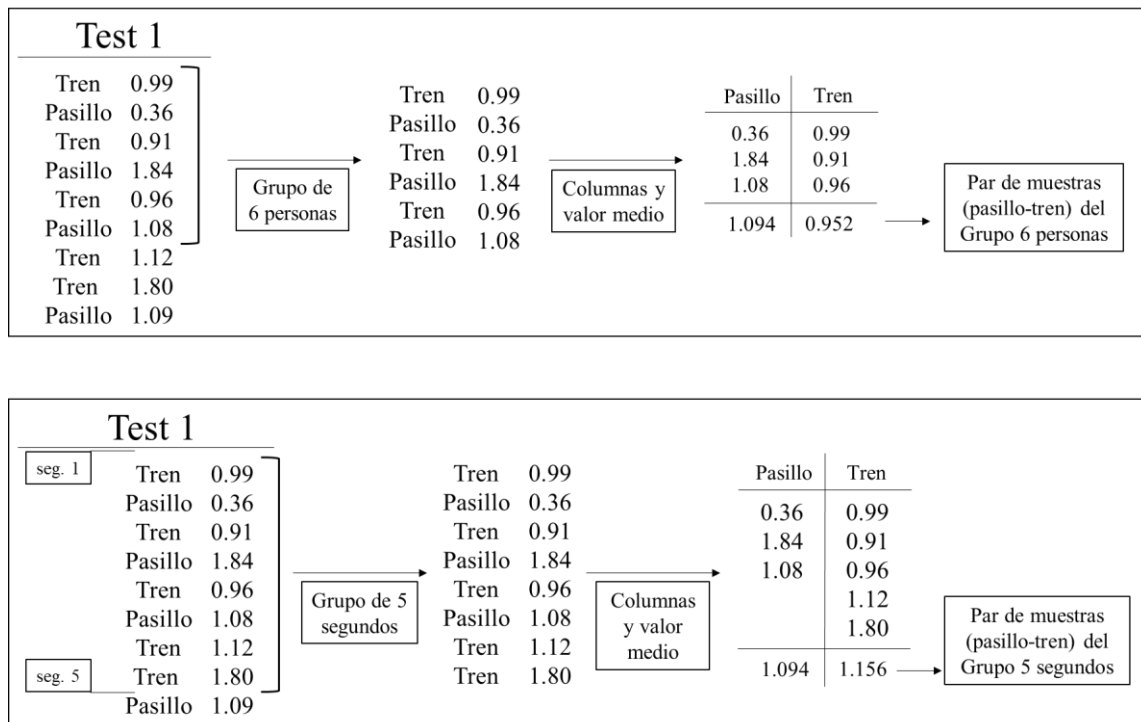 Test 1
Tren 0.99
Pasillo 0.36
Tren 0.91
Pasillo 1.84
Tren 0.96
Pasillo 1.08
Tren 1.12
Tren 1.80
Pasillo 1.09
Grupo de
6 personas
Tren 0.99
Pasillo 0.36
Tren 0.91
Pasillo 1.84
Tren 0.96
Pasillo 1.08
Columnas y
valor medio
Pasillo Tren
0.36 0.99
1.84 0.91
1.08 0.96
1.094 0.952
Par de muestras
(pasillo-tren) del
Grupo 6 personas
Test 1
seg. 1
Tren 0.99
Pasillo 0.36
Tren 0.91
Pasillo 1.84
Tren 0.96
Pasillo 1.08
Tren 1.12
seg. 5
Tren 1.80
Pasillo 1.09
Grupo de 5
segundos
Tren 0.99
Pasillo 0.36
Tren 0.91
Pasillo 1.84
Tren 0.96
Pasillo 1.08
Tren 1.12
Tren 1.80
Columnas
y valor
medio
Pasillo Tren
0.36 0.99
1.84 0.91
1.08 0.96
1.12
1.80
1.094 1.156
Par de muestras
(pasillo-tren) del
Grupo 5 segundos